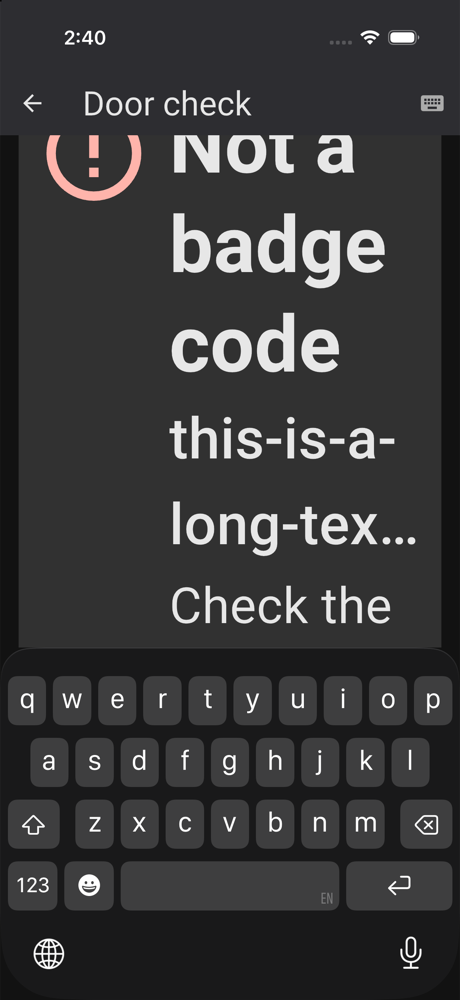 2:40
Door check
Not a
badge
code
this-is-a-
long-tex…
Check the
q w e r t y u i o p
a s d f g h j k l
z x c v b n m
123
EN